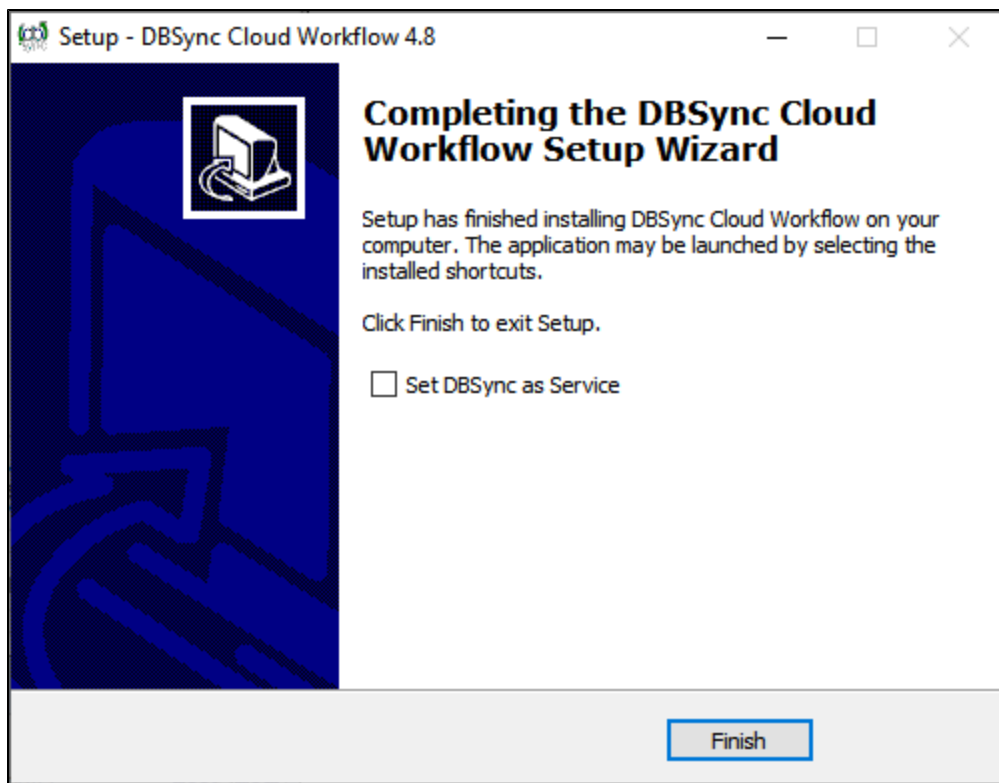 Setup - DBSync Cloud Workflow 4.8
Completing the DBSync Cloud
Workflow Setup Wizard
Setup has finished installing DBSync Cloud Workflow on your
computer. The application may be launched by selecting the
installed shortcuts.
Click Finish to exit Setup.
Set DBSync as Service
Finish